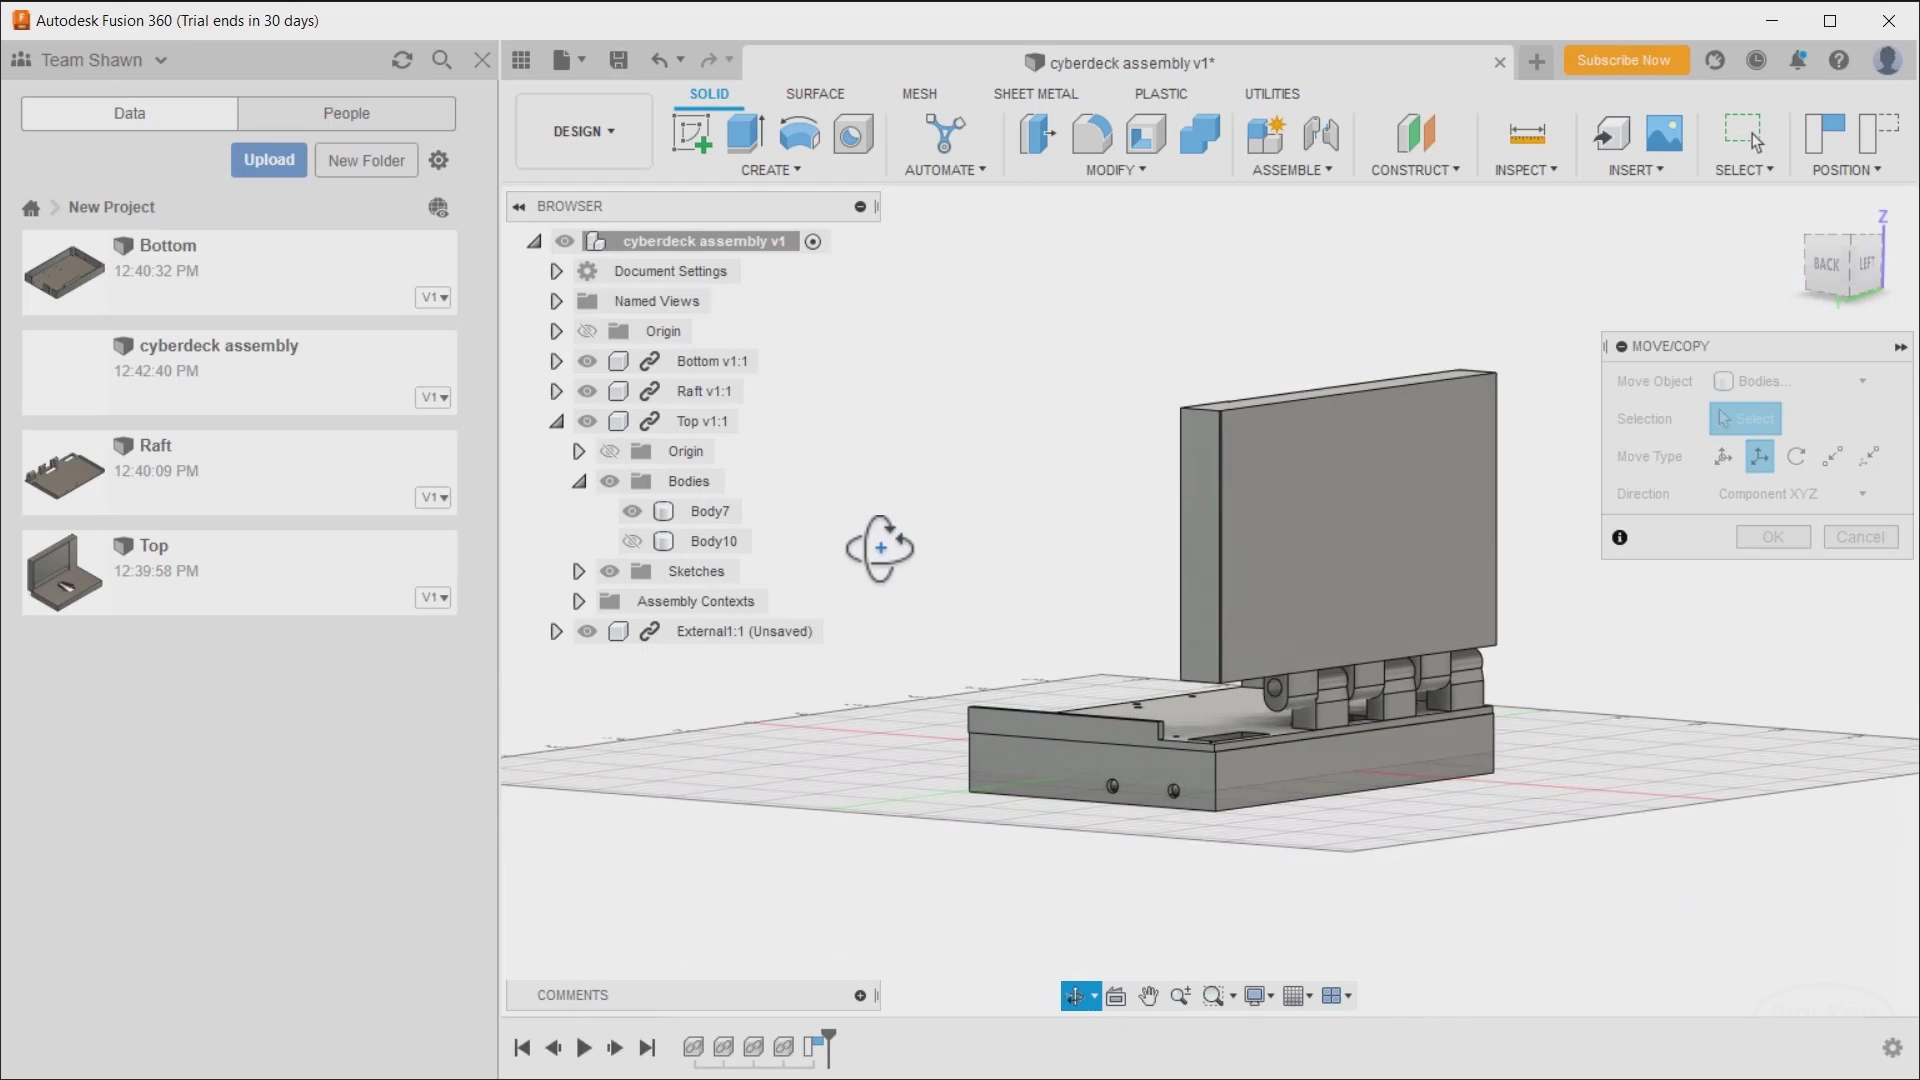 Autodesk Fusion 360 (Trial ends in 30 days)
Team Shawn
cyberdeck assembly v1*
Subscribe Now
Data
People
Upload
New Folder
New Project
Bottom
12:40:32 PM
V1
cyberdeck assembly
12:42:40 PM
V1
Raft
12:40:09 PM
V1
Top
12:39:58 PM
V1
DESIGN
SOLID
SURFACE
MESH
SHEET METAL
PLASTIC
UTILITIES
CREATE
AUTOMATE
MODIFY
ASSEMBLE
CONSTRUCT
INSPECT
INSERT
SELECT
POSITION
BROWSER
cyberdeck assembly v1
Document Settings
Named Views
Origin
Bottom v1:1
Raft v1:1
Top v1:1
Origin
Bodies
Body7
Body10
Sketches
Assembly Contexts
External1:1 (Unsaved)
Z
BACK
LEFT
MOVE/COPY
Move Object
Bodies...
Selection
Select
Move Type
Direction
Component XYZ
OK
Cancel
COMMENTS